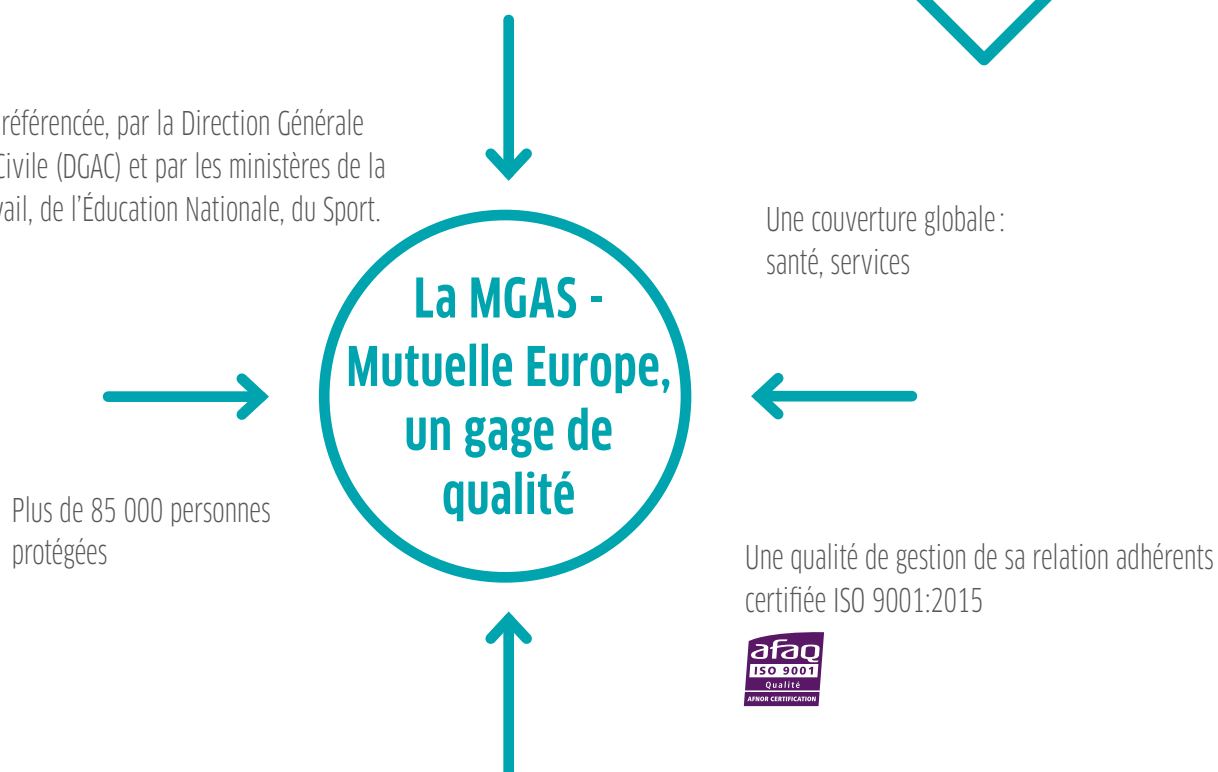 référencée, par la Direction Générale
Civile (DGAC) et par les ministères de la
vail, de l’Éducation Nationale, du Sport.
Une couverture globale :
santé, services
La MGAS -
Mutuelle Europe,
un gage de
qualité
Plus de 85 000 personnes
protégées
Une qualité de gestion de sa relation adhérents
certifiée ISO 9001:2015
afaq
ISO 9001
Qualité
AFNOR CERTIFICATION